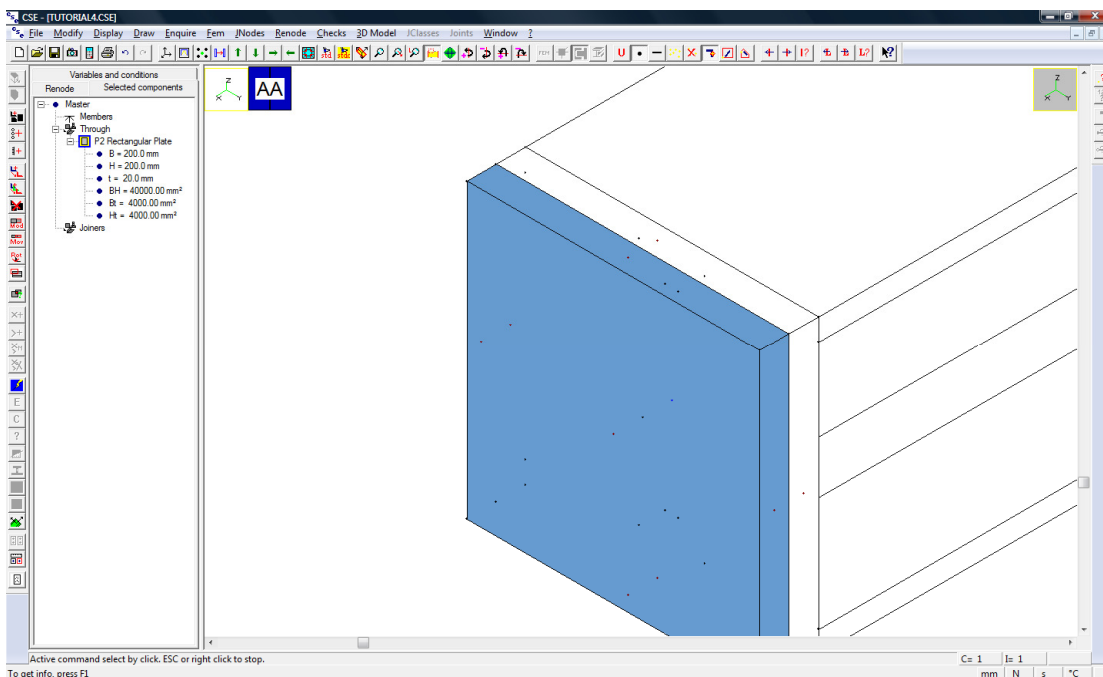 CSE - [TUTORIAL4.CSE]
File Modify Display Draw Enquire Fem JNodes Renode Checks 3D Model JClasses Joints Window ?
Variables and conditions
Renode Selected components
Master
Members
Through
P2 Rectangular Plate
B = 200.0 mm
H = 200.0 mm
t = 20.0 mm
BH = 40000.00 mm²
Bt = 4000.00 mm²
Ht = 4000.00 mm²
Joiners
Z
X Y
AA
Z
X Y
Mod
Mov
Rot
E
C
?
Active command select by click. ESC or right click to stop.
C= 1 I= 1
To get info, press F1
mm N s °C